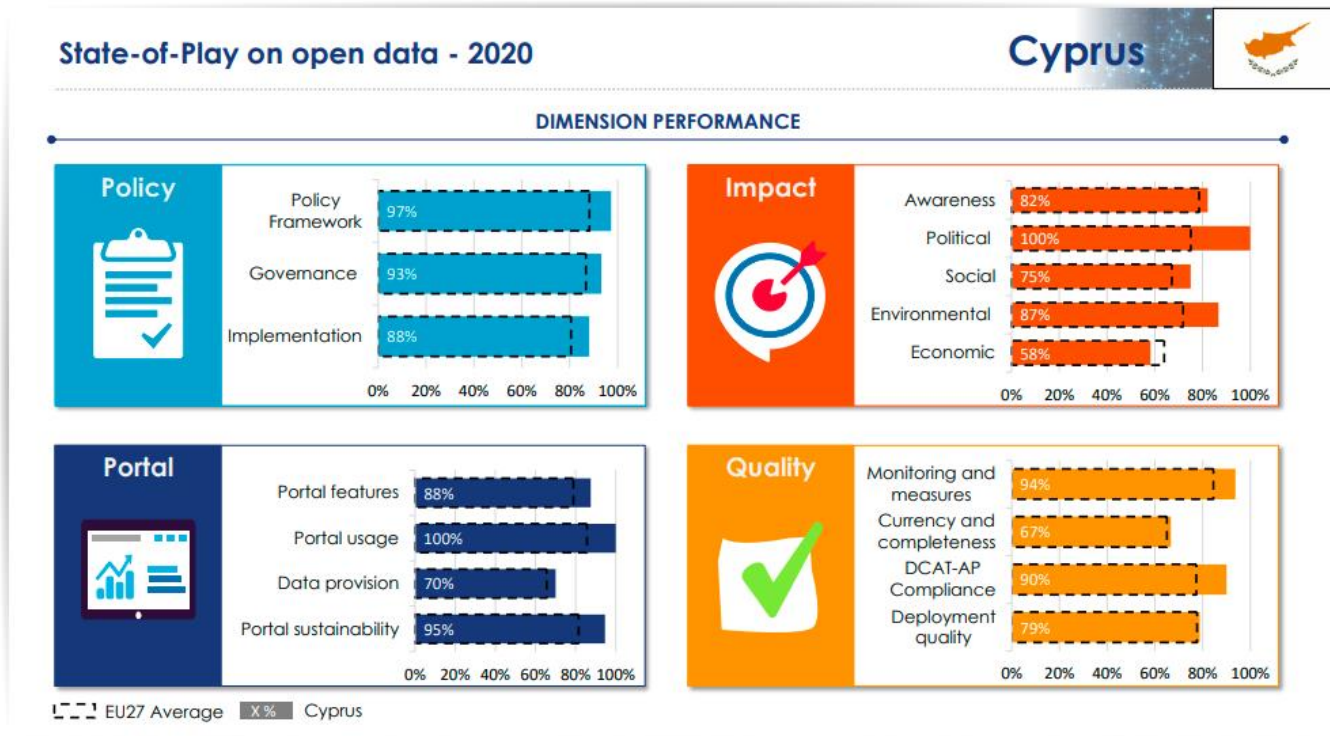 State-of-Play on open data - 2020
Cyprus
DIMENSION PERFORMANCE
Policy
Policy
Framework
97%
Governance
93%
Implementation
88%
0% 20% 40% 60% 80% 100%
Impact
Awareness
82%
Political
100%
Social
75%
Environmental
87%
Economic
58%
0% 20% 40% 60% 80% 100%
Portal
Portal features
88%
Portal usage
100%
Data provision
70%
Portal sustainability
95%
0% 20% 40% 60% 80% 100%
Quality
Monitoring and
measures
94%
Currency and
completeness
67%
DCAT-AP
Compliance
90%
Deployment
quality
79%
0% 20% 40% 60% 80% 100%
EU27 Average X % Cyprus